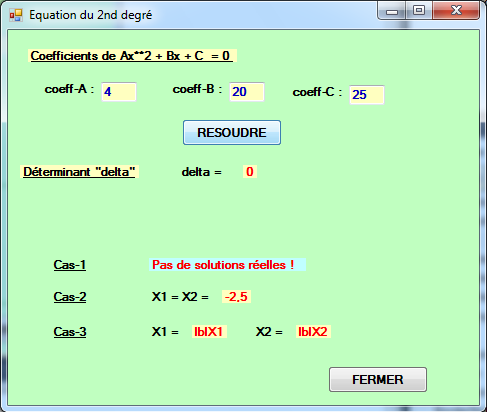 Equation du 2nd degré
Coefficients de Ax**2 + Bx + C = 0
coeff-A : 4 coeff-B : 20 coeff-C : 25
RESOUDRE
Déterminant "delta" delta = 0
Cas-1 Pas de solutions réelles !
Cas-2 X1 = X2 = -2,5
Cas-3 X1 = lblX1 X2 = lblX2
FERMER